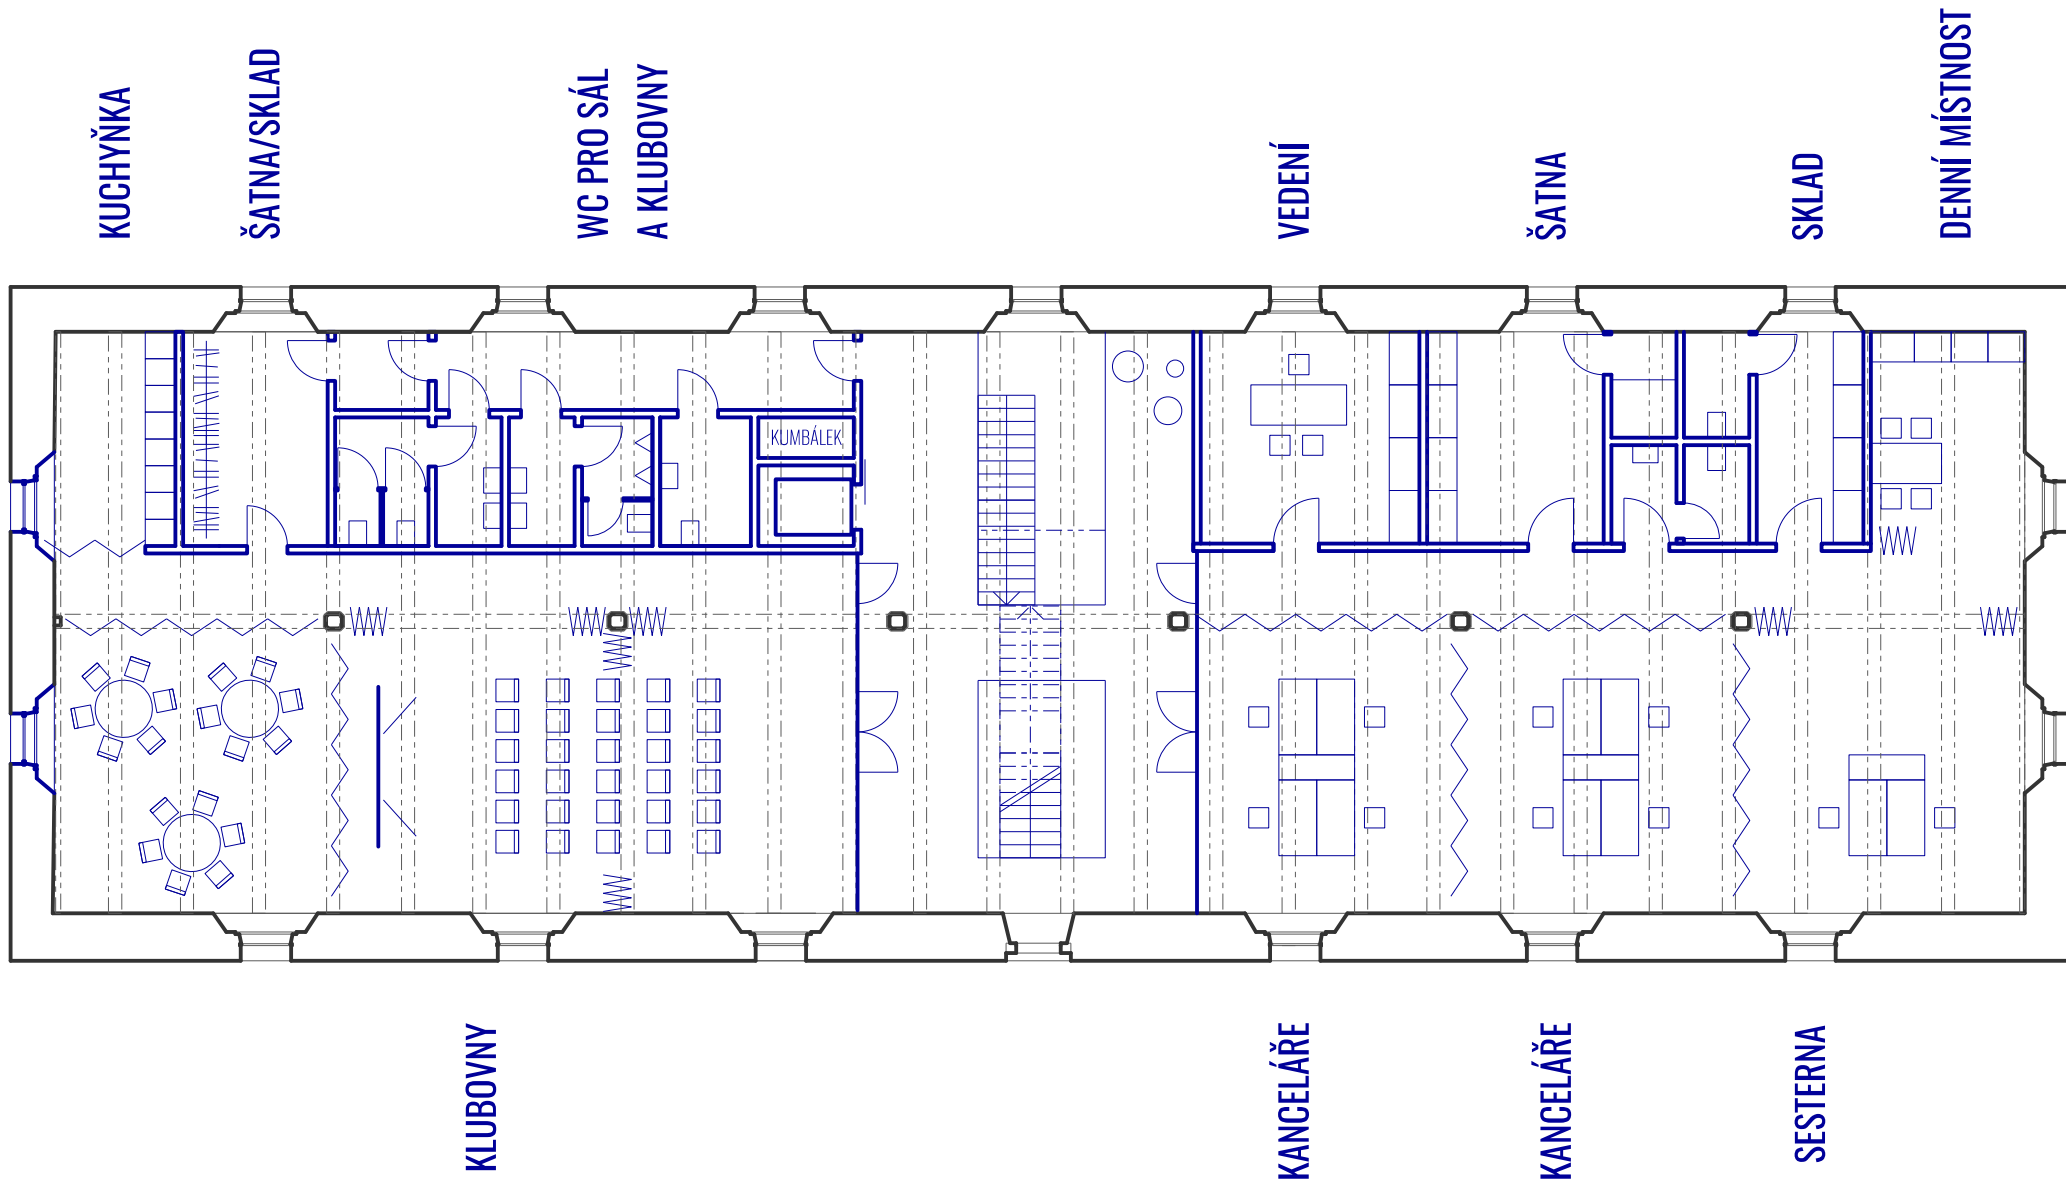 KUCHYŇKA
ŠATNA/SKLAD
WC PRO SÁL
A KLUBOVNY
VEDENÍ
ŠATNA
SKLAD
DENNÍ MÍSTNOST
KUMBÁLEK
KLUBOVNY
KANCELÁŘE
KANCELÁŘE
SESTERNA